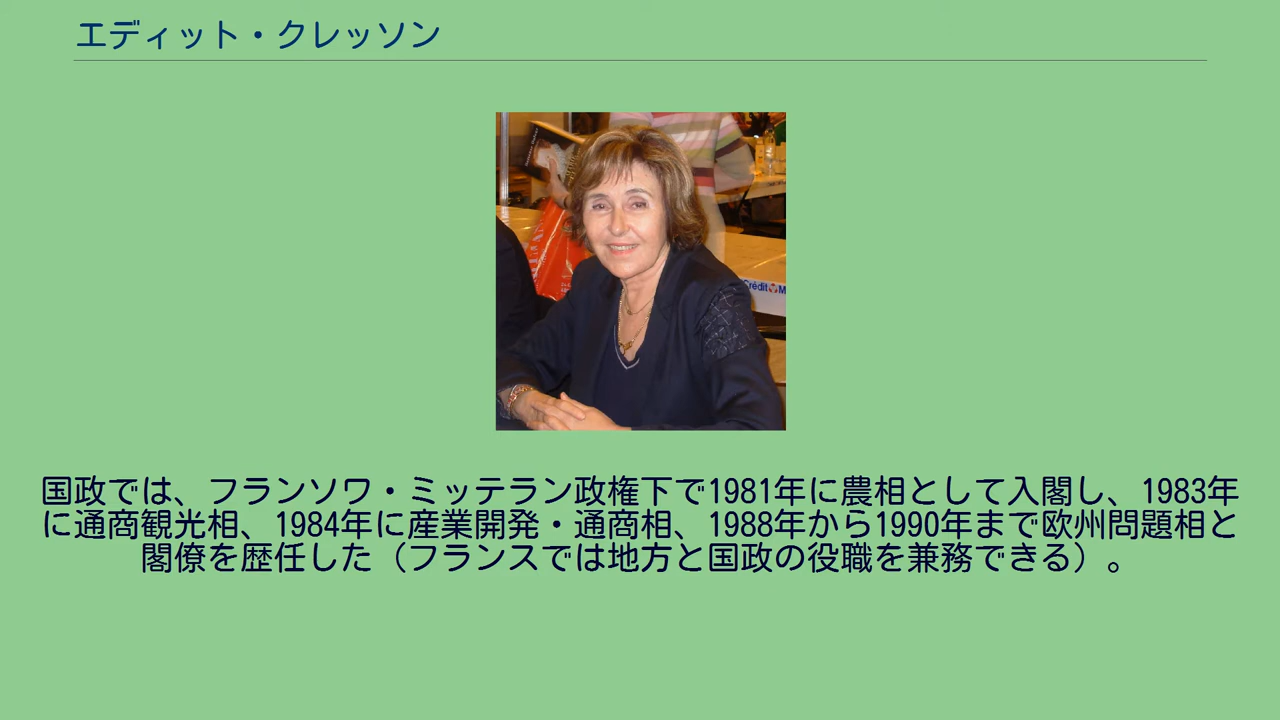 エディット・クレッソン
Crédit M
国政では、フランソワ・ミッテラン政権下で1981年に農相として入閣し、1983年
に通商観光相、1984年に産業開発・通商相、1988年から1990年まで欧州問題相と
閣僚を歴任した（フランスでは地方と国政の役職を兼務できる）。